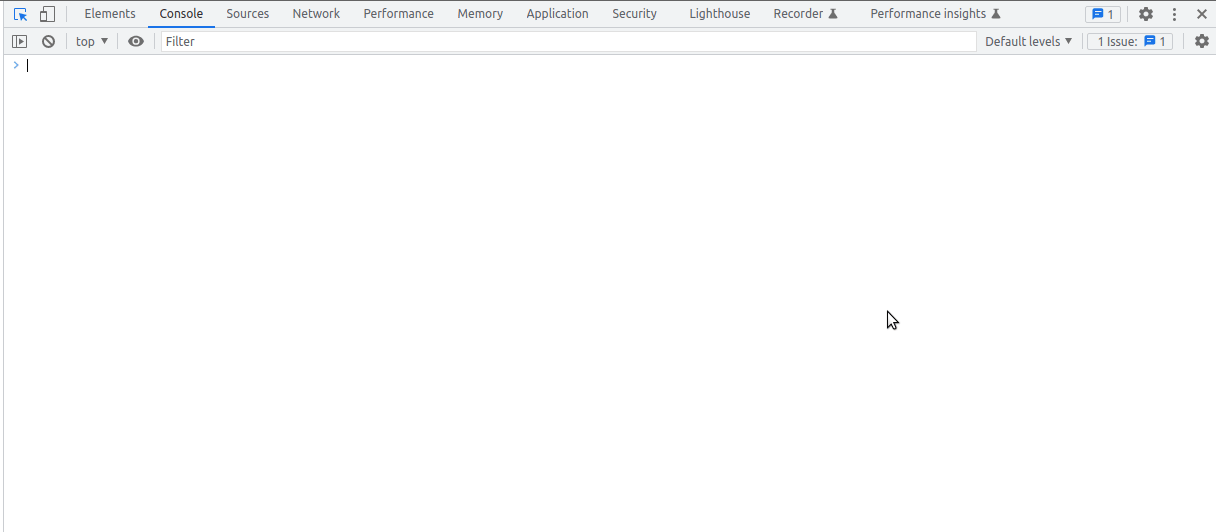 Elements Console Sources Network Performance Memory Application Security Lighthouse Recorder Performance insights 1
top Filter Default levels 1 Issue: 1